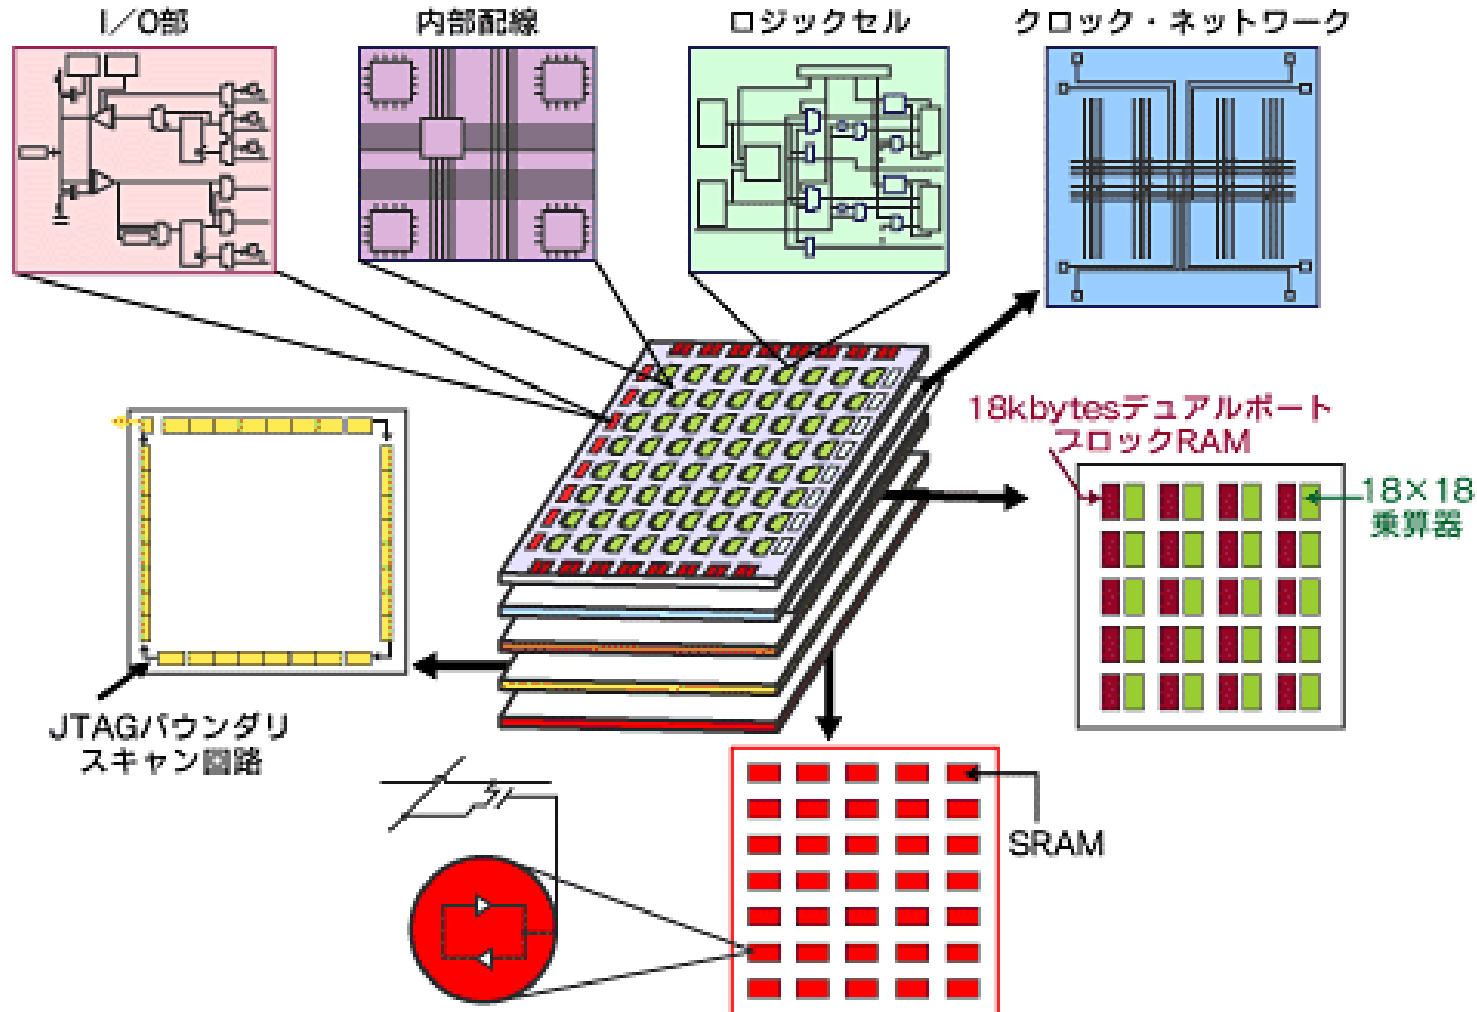 I／O部
内部配線
ロジックセル
クロック・ネットワーク
18kbytesデュアルポート
ブロックRAM
18×18
乗算器
JTAGバウンダリ
スキャン回路
SRAM